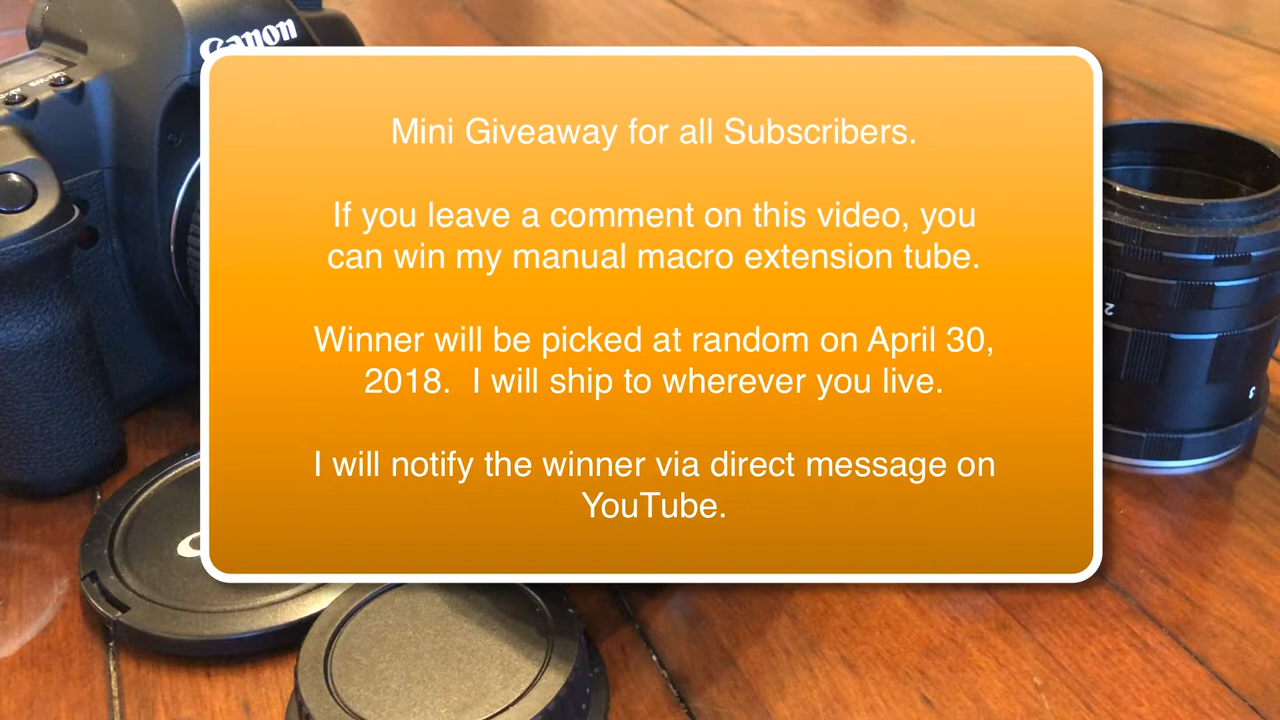 Canon
Mini Giveaway for all Subscribers.
If you leave a comment on this video, you
can win my manual macro extension tube.
Winner will be picked at random on April 30,
2018.  I will ship to wherever you live.
I will notify the winner via direct message on
YouTube.
2
3